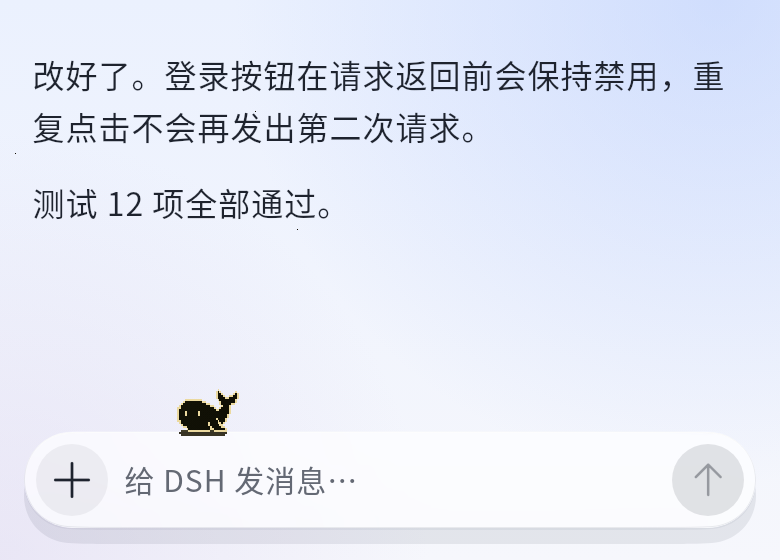 改好了。登录按钮在请求返回前会保持禁用，重
复点击不会再发出第二次请求。
测试 12 项全部通过。
给 DSH 发消息…